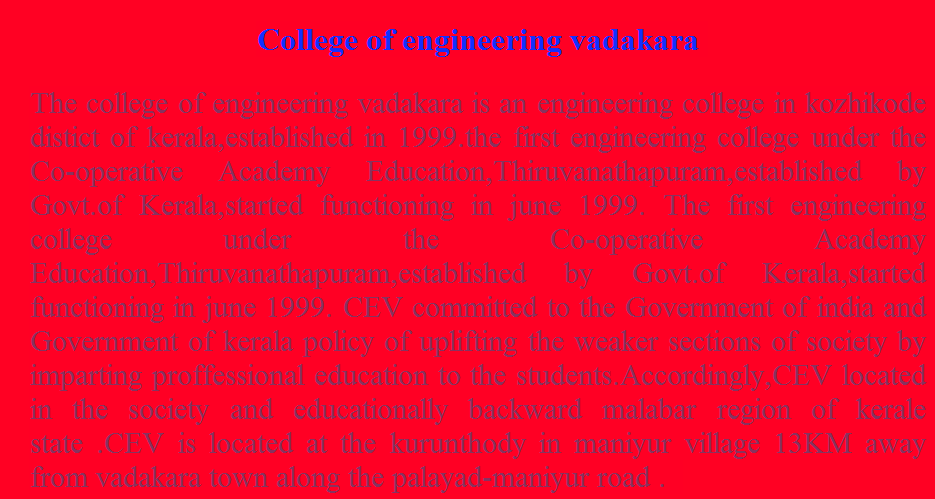 College of engineering vadakara
The college of engineering vadakara is an engineering college in kozhikode
distict of kerala,established in 1999.the first engineering college under the
Co-operative Academy Education,Thiruvanathapuram,established by
Govt.of Kerala,started functioning in june 1999. The first engineering
college under the Co-operative Academy
Education,Thiruvanathapuram,established by Govt.of Kerala,started
functioning in june 1999. CEV committed to the Government of india and
Government of kerala policy of uplifting the weaker sections of society by
imparting proffessional education to the students.Accordingly,CEV located
in the society and educationally backward malabar region of kerale
state .CEV is located at the kurunthody in maniyur village 13KM away
from vadakara town along the palayad-maniyur road .